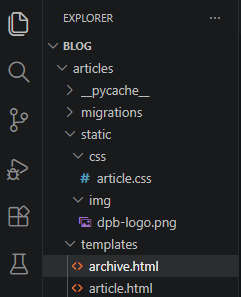 EXPLORER ...
BLOG
articles
__pycache__
migrations
static
css
# article.css
img
dpb-logo.png
templates
<> archive.html
<> article.html